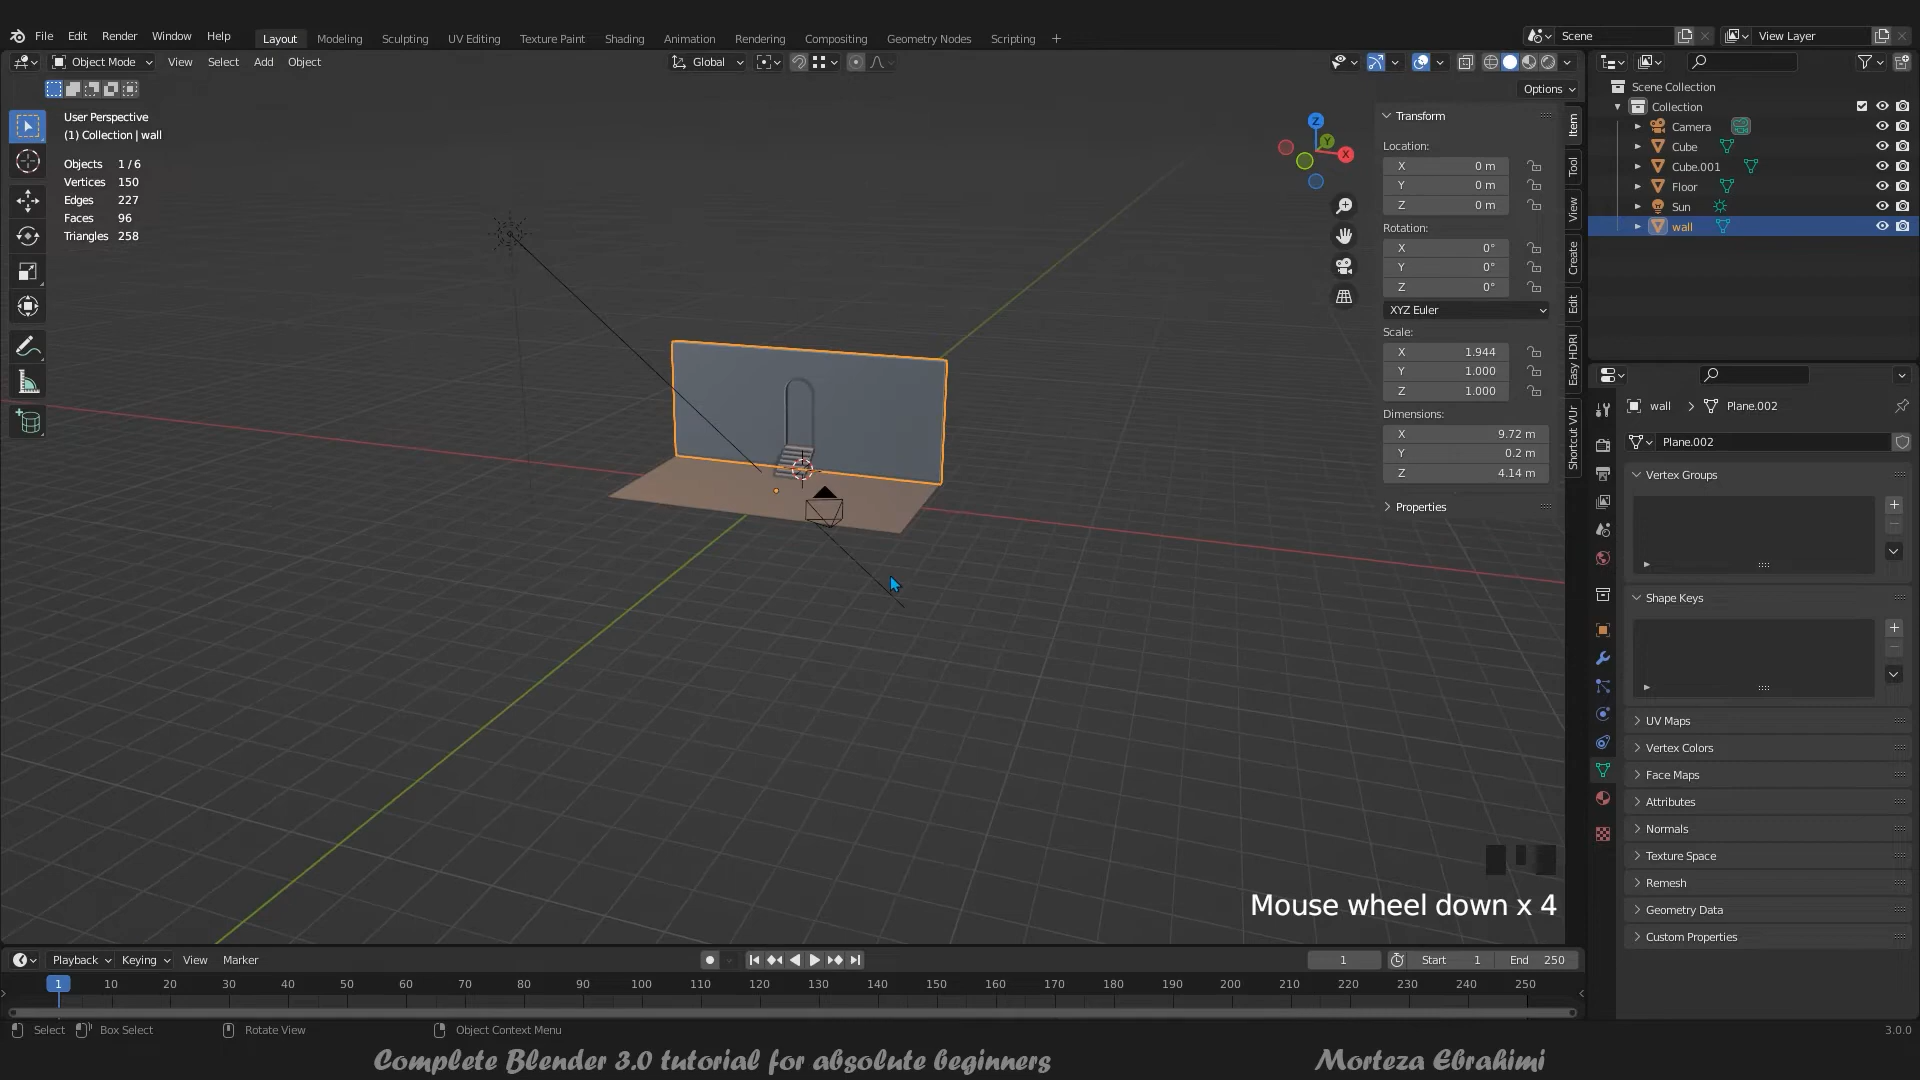 File Edit Render Window Help Layout Modeling Sculpting UV Editing Texture Paint Shading Animation Rendering Compositing Geometry Nodes Scripting + Scene View Layer
Object Mode View Select Add Object Global
Options
User Perspective
(1) Collection | wall
Objects 1 / 6
Vertices 150
Edges 227
Faces 96
Triangles 258
Z
Y
X
Transform
Location:
X 0 m
Y 0 m
Z 0 m
Rotation:
X 0°
Y 0°
Z 0°
XYZ Euler
Scale:
X 1.944
Y 1.000
Z 1.000
Dimensions:
X 9.72 m
Y 0.2 m
Z 4.14 m
Properties
Item
Tool
View
Create
Edit
Easy HDRI
Shortcut VUr
Scene Collection
Collection
Camera
Cube
Cube.001
Floor
Sun
wall
wall Plane.002
Plane.002
Vertex Groups
Shape Keys
UV Maps
Vertex Colors
Face Maps
Attributes
Normals
Texture Space
Remesh
Geometry Data
Custom Properties
Mouse wheel down x 4
Playback Keying View Marker 1 Start 1 End 250
1 10 20 30 40 50 60 70 80 90 100 110 120 130 140 150 160 170 180 190 200 210 220 230 240 250
Select Box Select Rotate View Object Context Menu 3.0.0
Complete Blender 3.0 tutorial for absolute beginners Morteza Ebrahimi